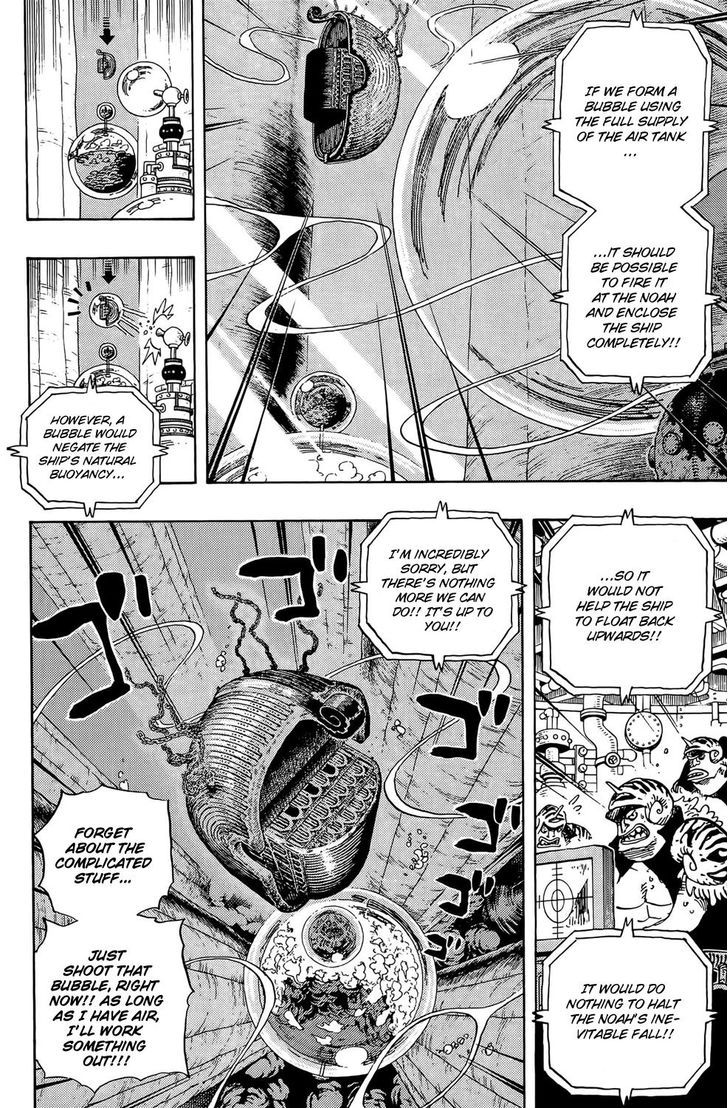 IF WE FORM A
BUBBLE USING
THE FULL SUPPLY
OF THE AIR TANK
...
...IT SHOULD
BE POSSIBLE
TO FIRE IT
AT THE NOAH
AND ENCLOSE
THE SHIP
COMPLETELY!!
HOWEVER, A
BUBBLE WOULD
NEGATE THE
SHIP'S NATURAL
BUOYANCY...
...SO IT
WOULD NOT
HELP THE SHIP
TO FLOAT BACK
UPWARDS!!
IT WOULD DO
NOTHING TO HALT
THE NOAH'S INE-
VITABLE FALL!!
I'M INCREDIBLY
SORRY, BUT
THERE'S NOTHING
MORE WE CAN
DO!! IT'S UP TO
YOU!!
ゴゴ
ゴゴ
ゴゴゴ
FORGET
ABOUT THE
COMPLICATED
STUFF...
JUST
SHOOT THAT
BUBBLE, RIGHT
NOW!! AS LONG
AS I HAVE AIR,
I'LL WORK
SOMETHING
OUT!!!